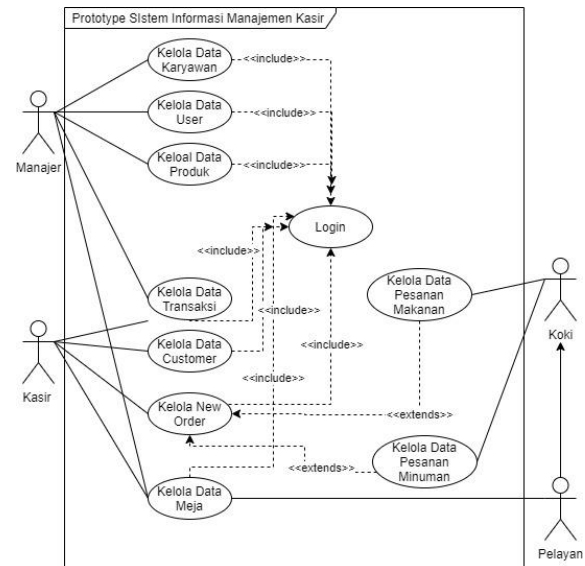 Prototype SIstem Informasi Manajemen Kasir
Kelola Data
Karyawan
<<include>>
Kelola Data
User
<<include>>
Manajer
Keloal Data
Produk
<<include>>
Login
<<include>>
Kelola Data
Transaksi
<<include>>
Kelola Data
Pesanan
Makanan
Koki
Kasir
Kelola Data
Customer
<<include>>
<<include>>
Kelola New
Order
<<extends>>
Kelola Data
Pesanan
Minuman
<<extends>>
Kelola Data
Meja
Pelayan